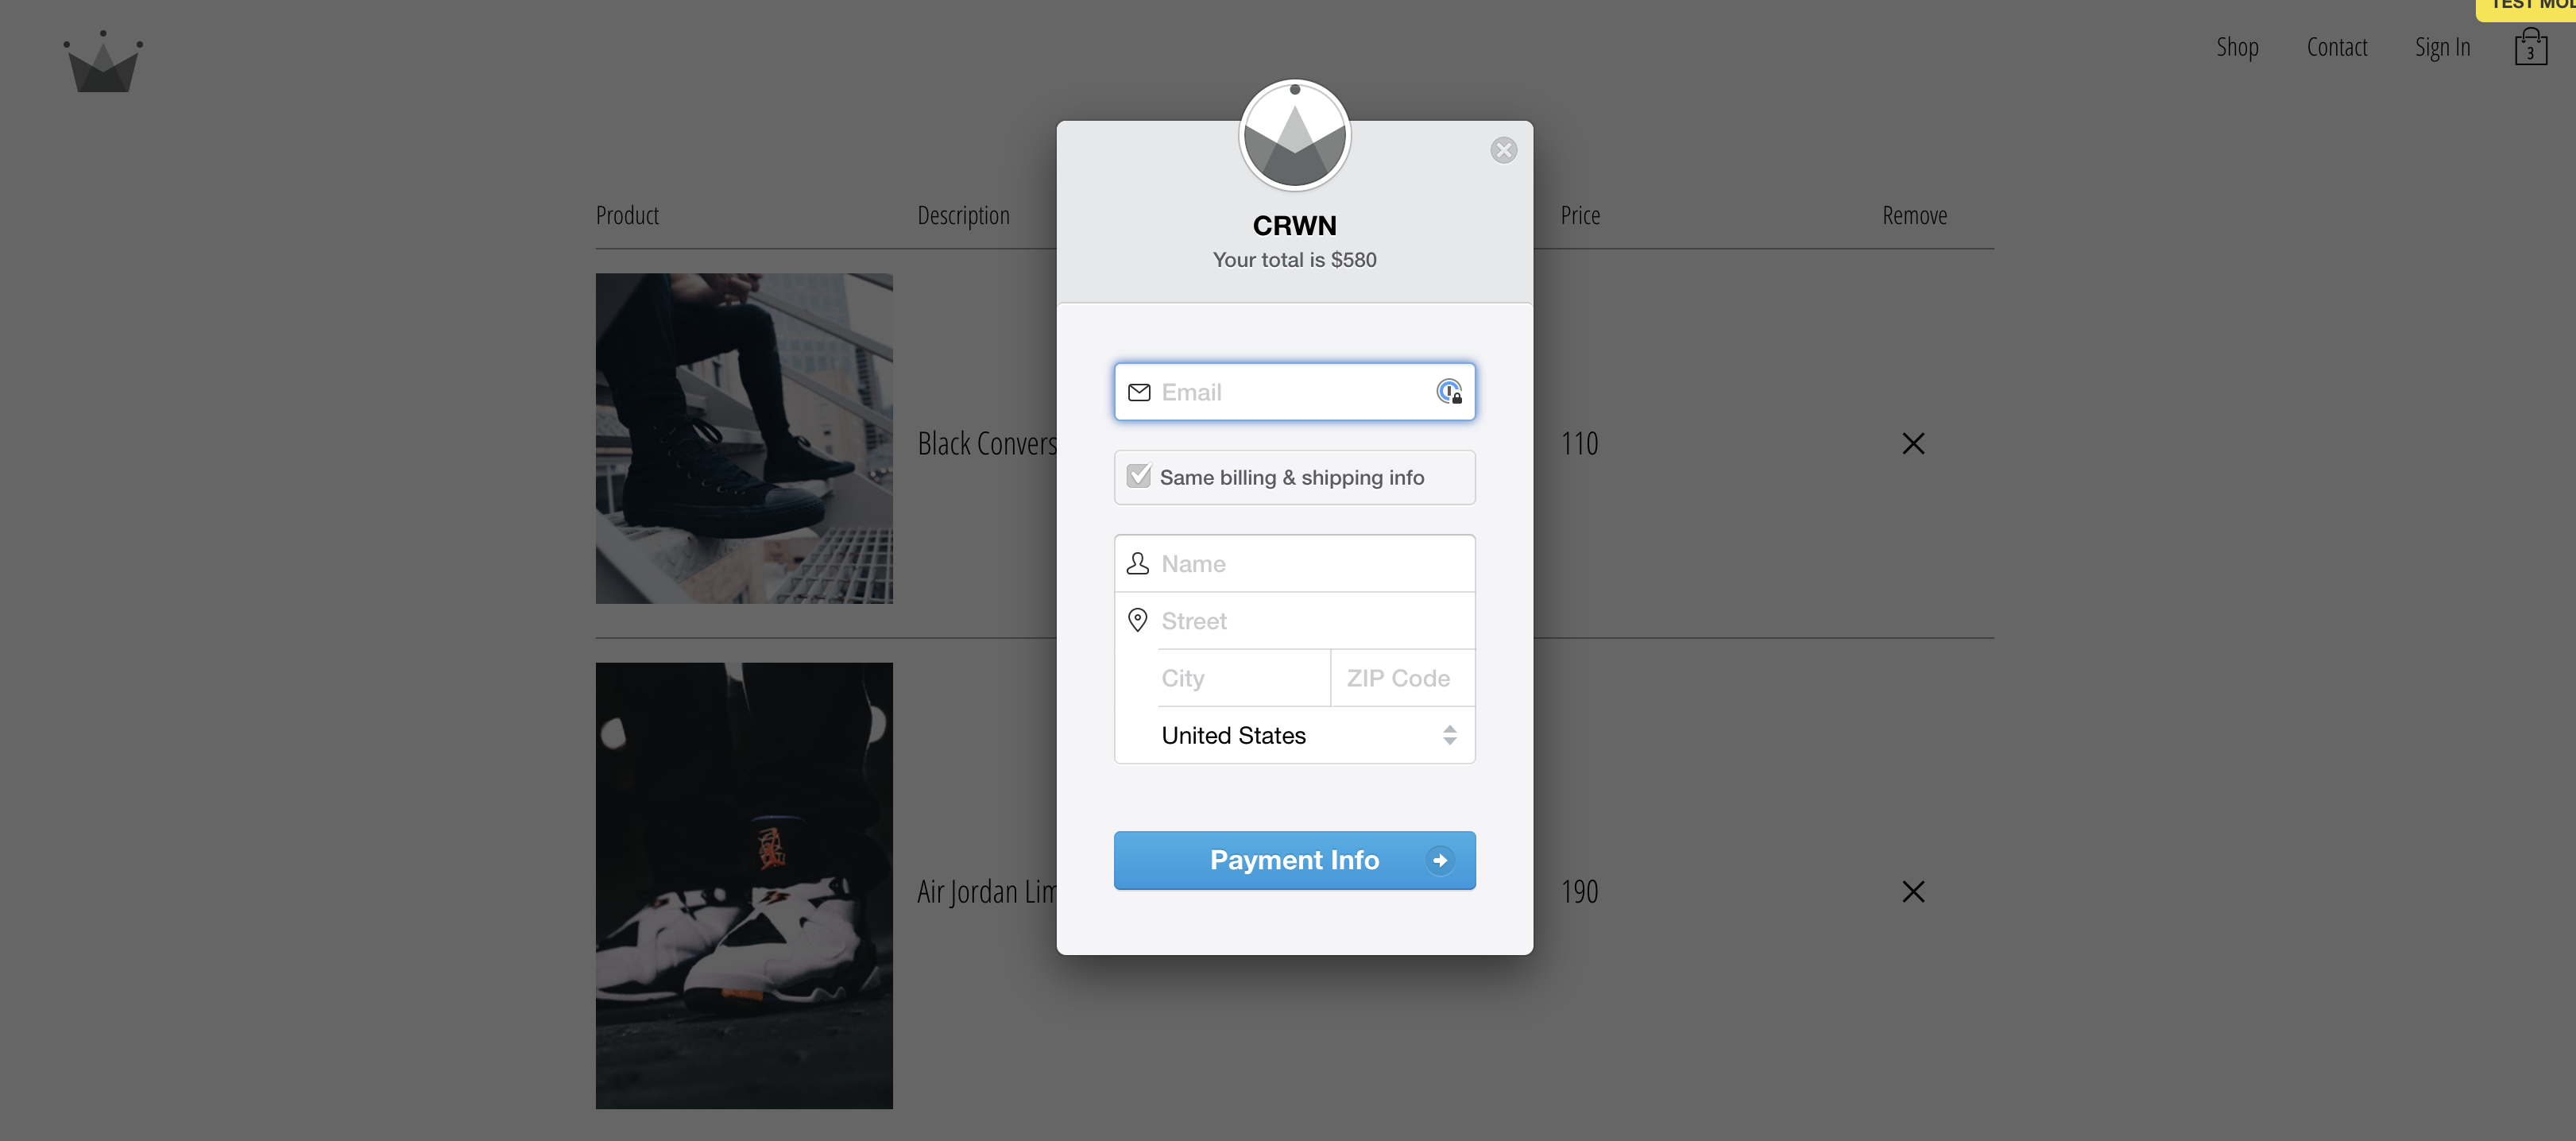 TEST MOD
Shop Contact Sign In 3
CRWN
Your total is $580
Product Description Price Remove
Email
Black Convers 110
Same billing & shipping info
Name
Street
City ZIP Code
United States
Payment Info
Air Jordan Lim 190